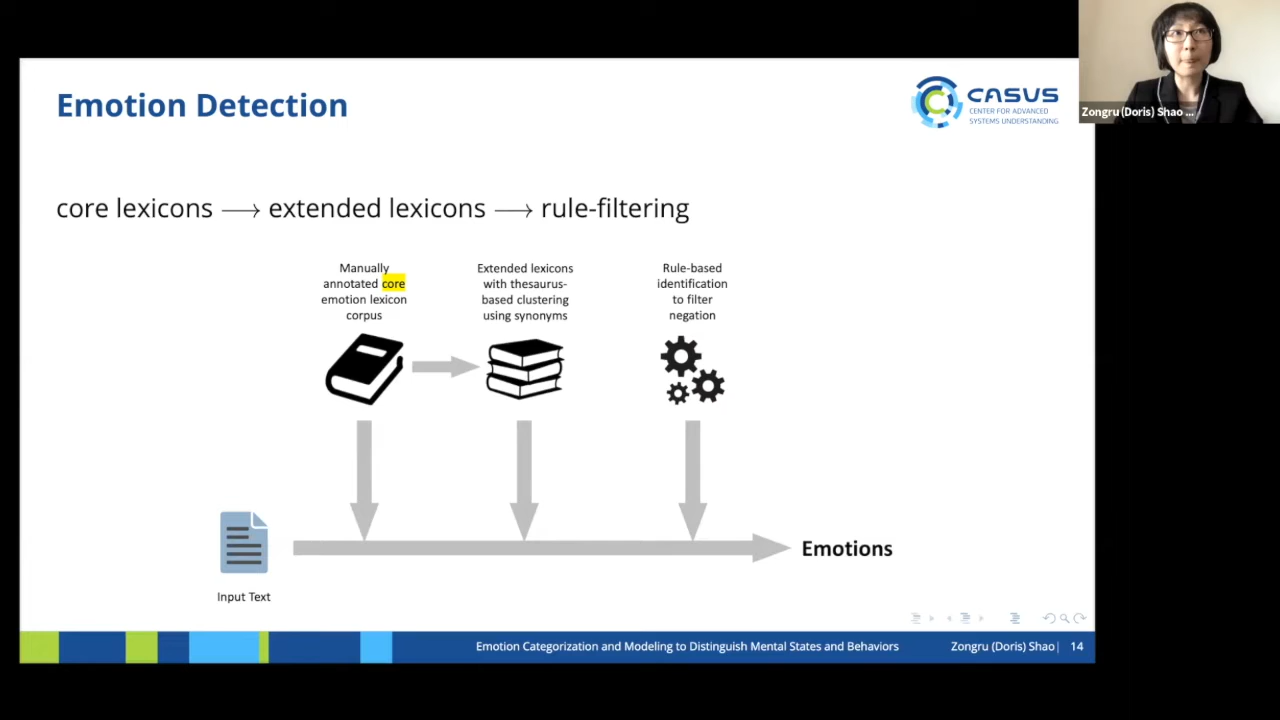 Emotion Detection
CASUS
CENTER FOR ADVANCED
SYSTEMS UNDERSTANDING
Zongru (Doris) Shao ...
core lexicons → extended lexicons → rule-filtering
Manually
annotated core
emotion lexicon
corpus
Extended lexicons
with thesaurus-
based clustering
using synonyms
Rule-based
identification
to filter
negation
Emotions
Input Text
Emotion Categorization and Modeling to Distinguish Mental States and Behaviors
Zongru (Doris) Shao| 14